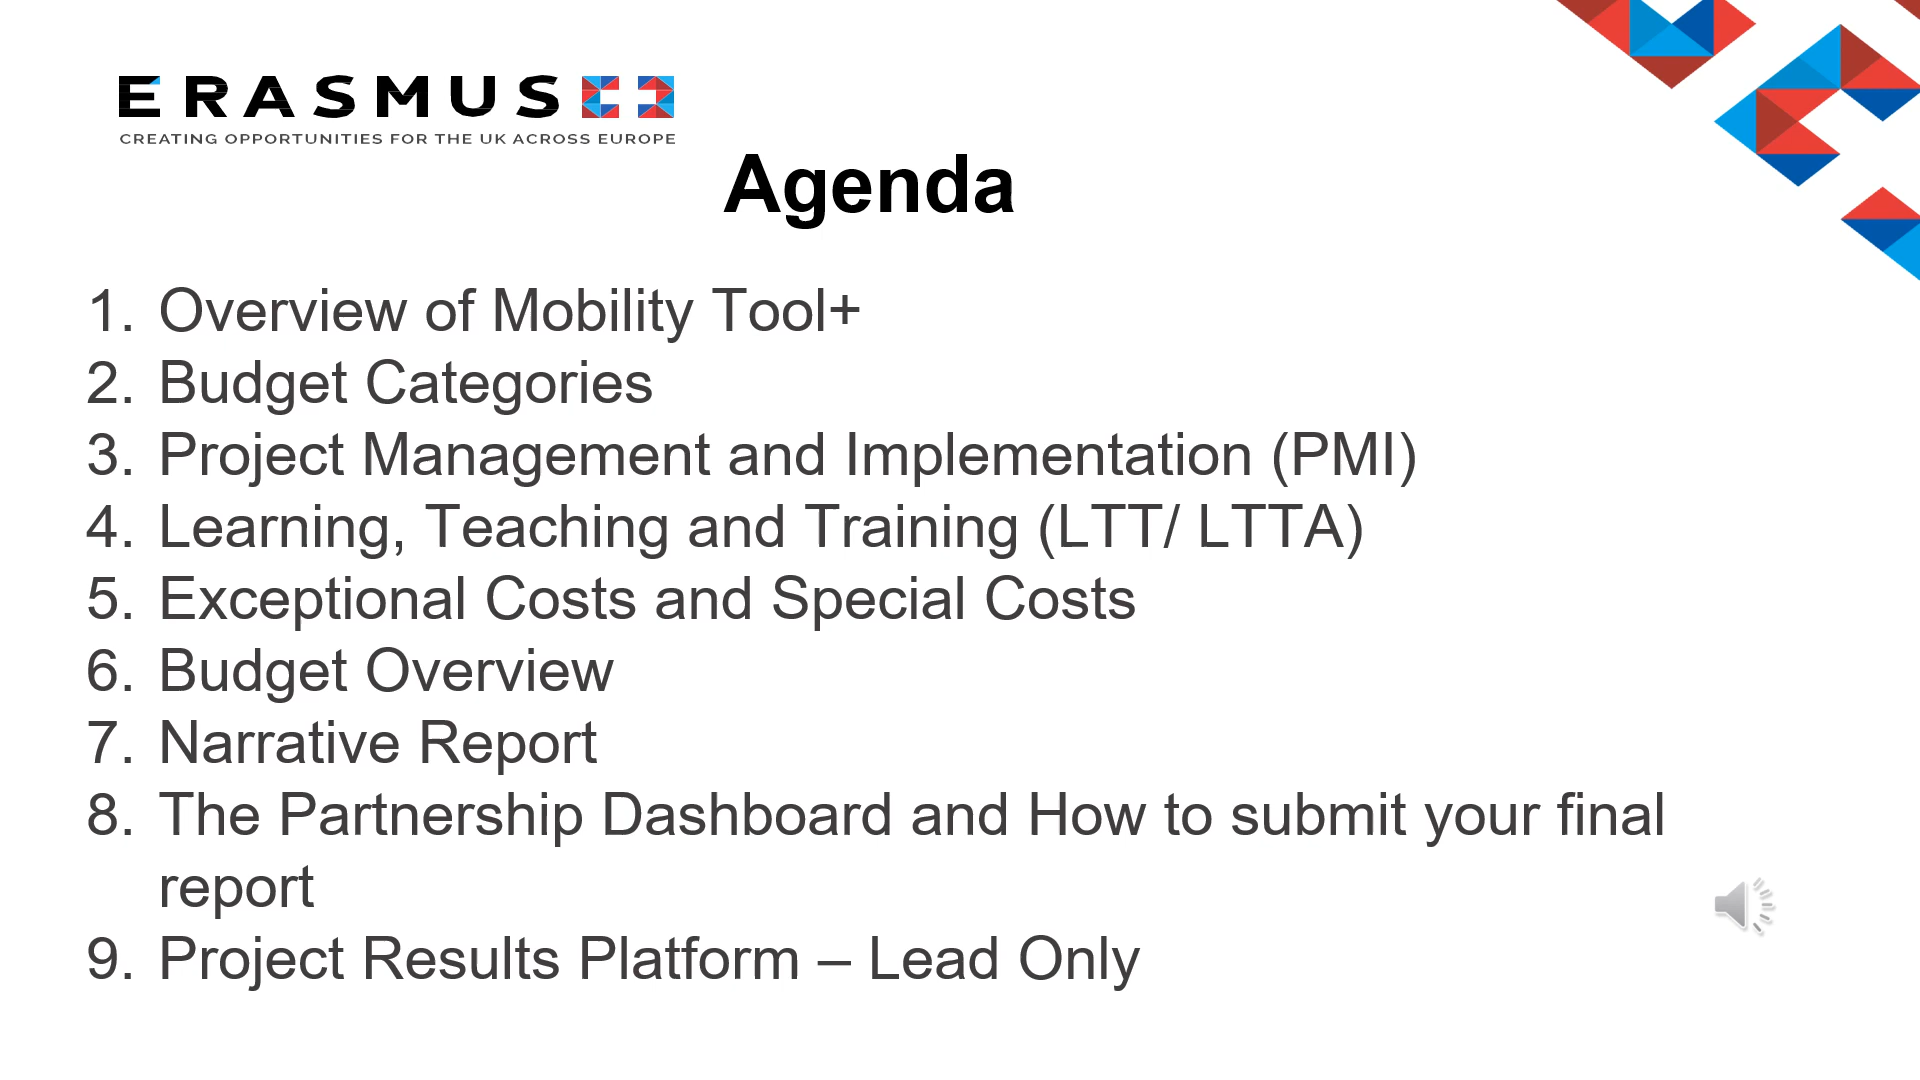 ERASMUS+
CREATING OPPORTUNITIES FOR THE UK ACROSS EUROPE
Agenda
1. Overview of Mobility Tool+
2. Budget Categories
3. Project Management and Implementation (PMI)
4. Learning, Teaching and Training (LTT/ LTTA)
5. Exceptional Costs and Special Costs
6. Budget Overview
7. Narrative Report
8. The Partnership Dashboard and How to submit your final
report
9. Project Results Platform – Lead Only